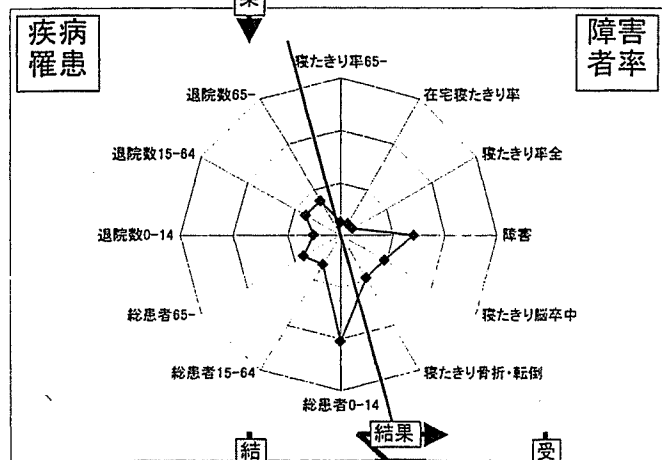 疾病
罹患
障害
者率
寝たきり率65-
退院数65-
在宅寝たきり率
退院数15-64
寝たきり率全
退院数0-14
障害
総患者65-
寝たきり脳卒中
総患者15-64
寝たきり骨折・転倒
総患者0-14
結果
結
受